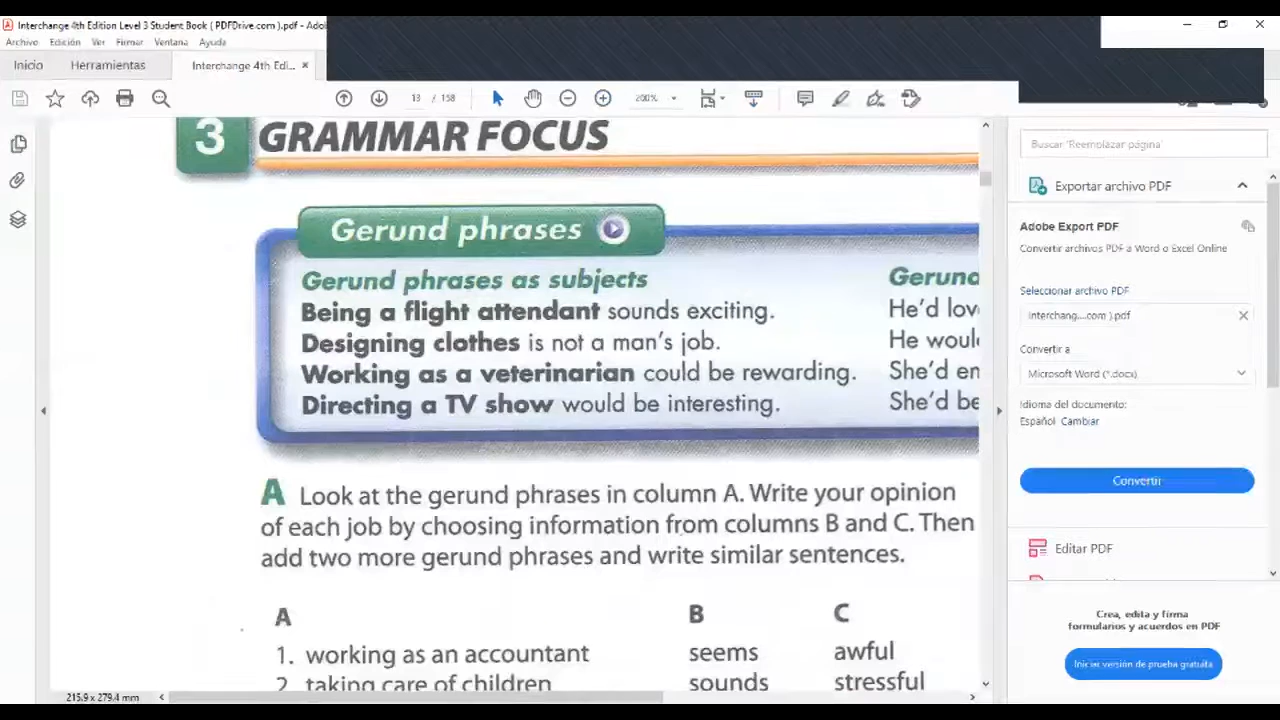 Interchange 4th Edition Level 3 Student Book ( PDFDrive.com ).pdf - Adob
Archivo Edición Ver Firmar Ventana Ayuda
Inicio Herramientas Interchange 4th Edi... ×
13 / 158 200%
3 GRAMMAR FOCUS
Gerund phrases
Gerund phrases as subjects
Being a flight attendant sounds exciting.
Designing clothes is not a man's job.
Working as a veterinarian could be rewarding.
Directing a TV show would be interesting.
Gerund
He'd lov
He woul
She'd en
She'd be
A Look at the gerund phrases in column A. Write your opinion
of each job by choosing information from columns B and C. Then
add two more gerund phrases and write similar sentences.
A B C
1. working as an accountant seems awful
2. taking care of children sounds stressful
215.9 x 279.4 mm
Buscar 'Reemplazar página'
Exportar archivo PDF
Adobe Export PDF
Convertir archivos PDF a Word o Excel Online
Seleccionar archivo PDF
Interchang....com ).pdf
Convertir a
Microsoft Word (*.docx)
Idioma del documento:
Español Cambiar
Convertir
Editar PDF
Crea, edita y firma
formularios y acuerdos en PDF
Iniciar versión de prueba gratuita